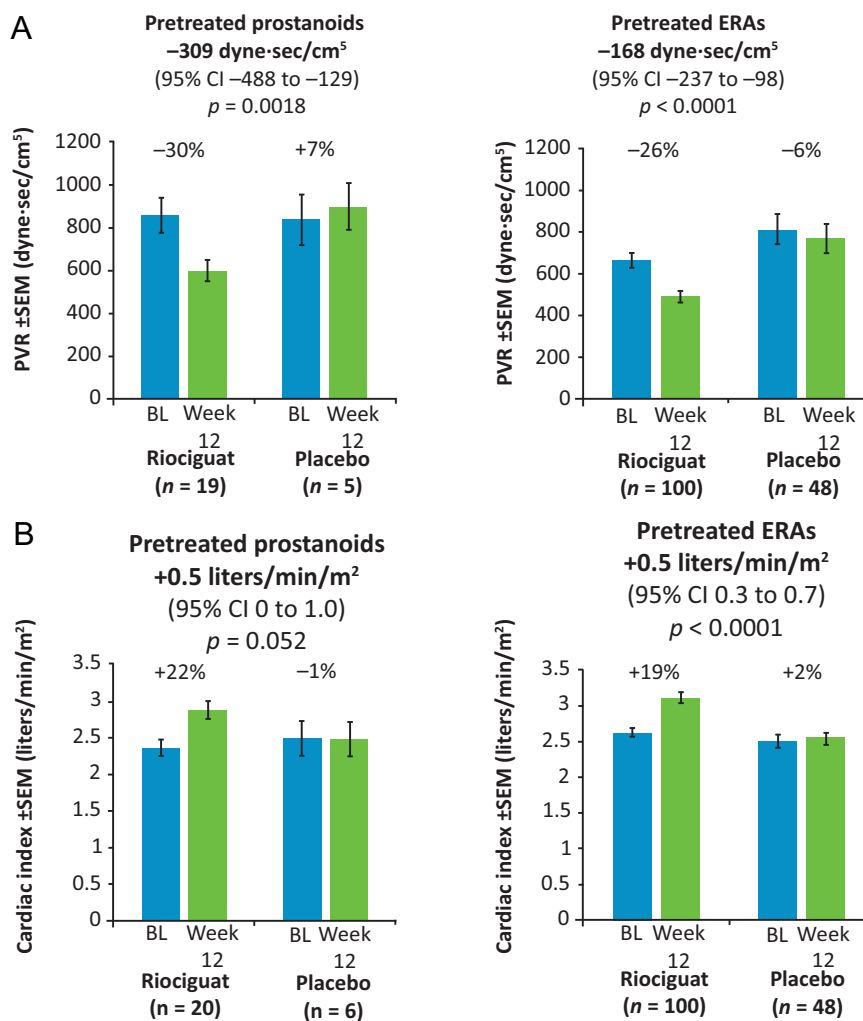 A
Pretreated prostanoids
–309 dyne·sec/cm⁵
(95% CI –488 to –129)
p = 0.0018
PVR ±SEM (dyne·sec/cm⁵)
1200
1000
800
600
400
200
0
–30%
+7%
BL Week 12
BL Week 12
Riociguat
(n = 19)
Placebo
(n = 5)
Pretreated ERAs
–168 dyne·sec/cm⁵
(95% CI –237 to –98)
p < 0.0001
PVR ±SEM (dyne·sec/cm⁵)
1200
1000
800
600
400
200
0
–26%
–6%
BL Week 12
BL Week 12
Riociguat
(n = 100)
Placebo
(n = 48)
B
Pretreated prostanoids
+0.5 liters/min/m²
(95% CI 0 to 1.0)
p = 0.052
Cardiac index ±SEM (liters/min/m²)
3.5
3
2.5
2
1.5
1
0.5
0
+22%
–1%
BL Week 12
BL Week 12
Riociguat
(n = 20)
Placebo
(n = 6)
Pretreated ERAs
+0.5 liters/min/m²
(95% CI 0.3 to 0.7)
p < 0.0001
Cardiac index ±SEM (liters/min/m²)
3.5
3
2.5
2
1.5
1
0.5
0
+19%
+2%
BL Week 12
BL Week 12
Riociguat
(n = 100)
Placebo
(n = 48)